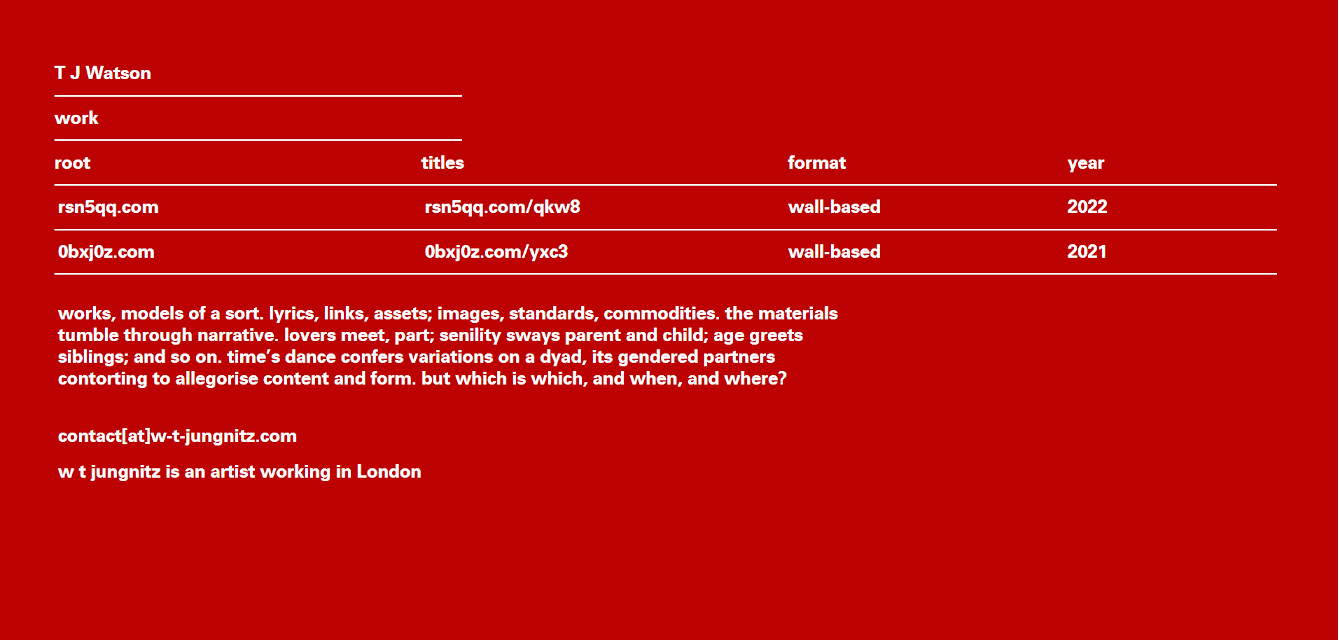 T J Watson
work
root titles format year
rsn5qq.com rsn5qq.com/qkw8 wall-based 2022
0bxj0z.com 0bxj0z.com/yxc3 wall-based 2021
works, models of a sort. lyrics, links, assets; images, standards, commodities. the materials
tumble through narrative. lovers meet, part; senility sways parent and child; age greets
siblings; and so on. time’s dance confers variations on a dyad, its gendered partners
contorting to allegorise content and form. but which is which, and when, and where?
contact[at]w-t-jungnitz.com
w t jungnitz is an artist working in London